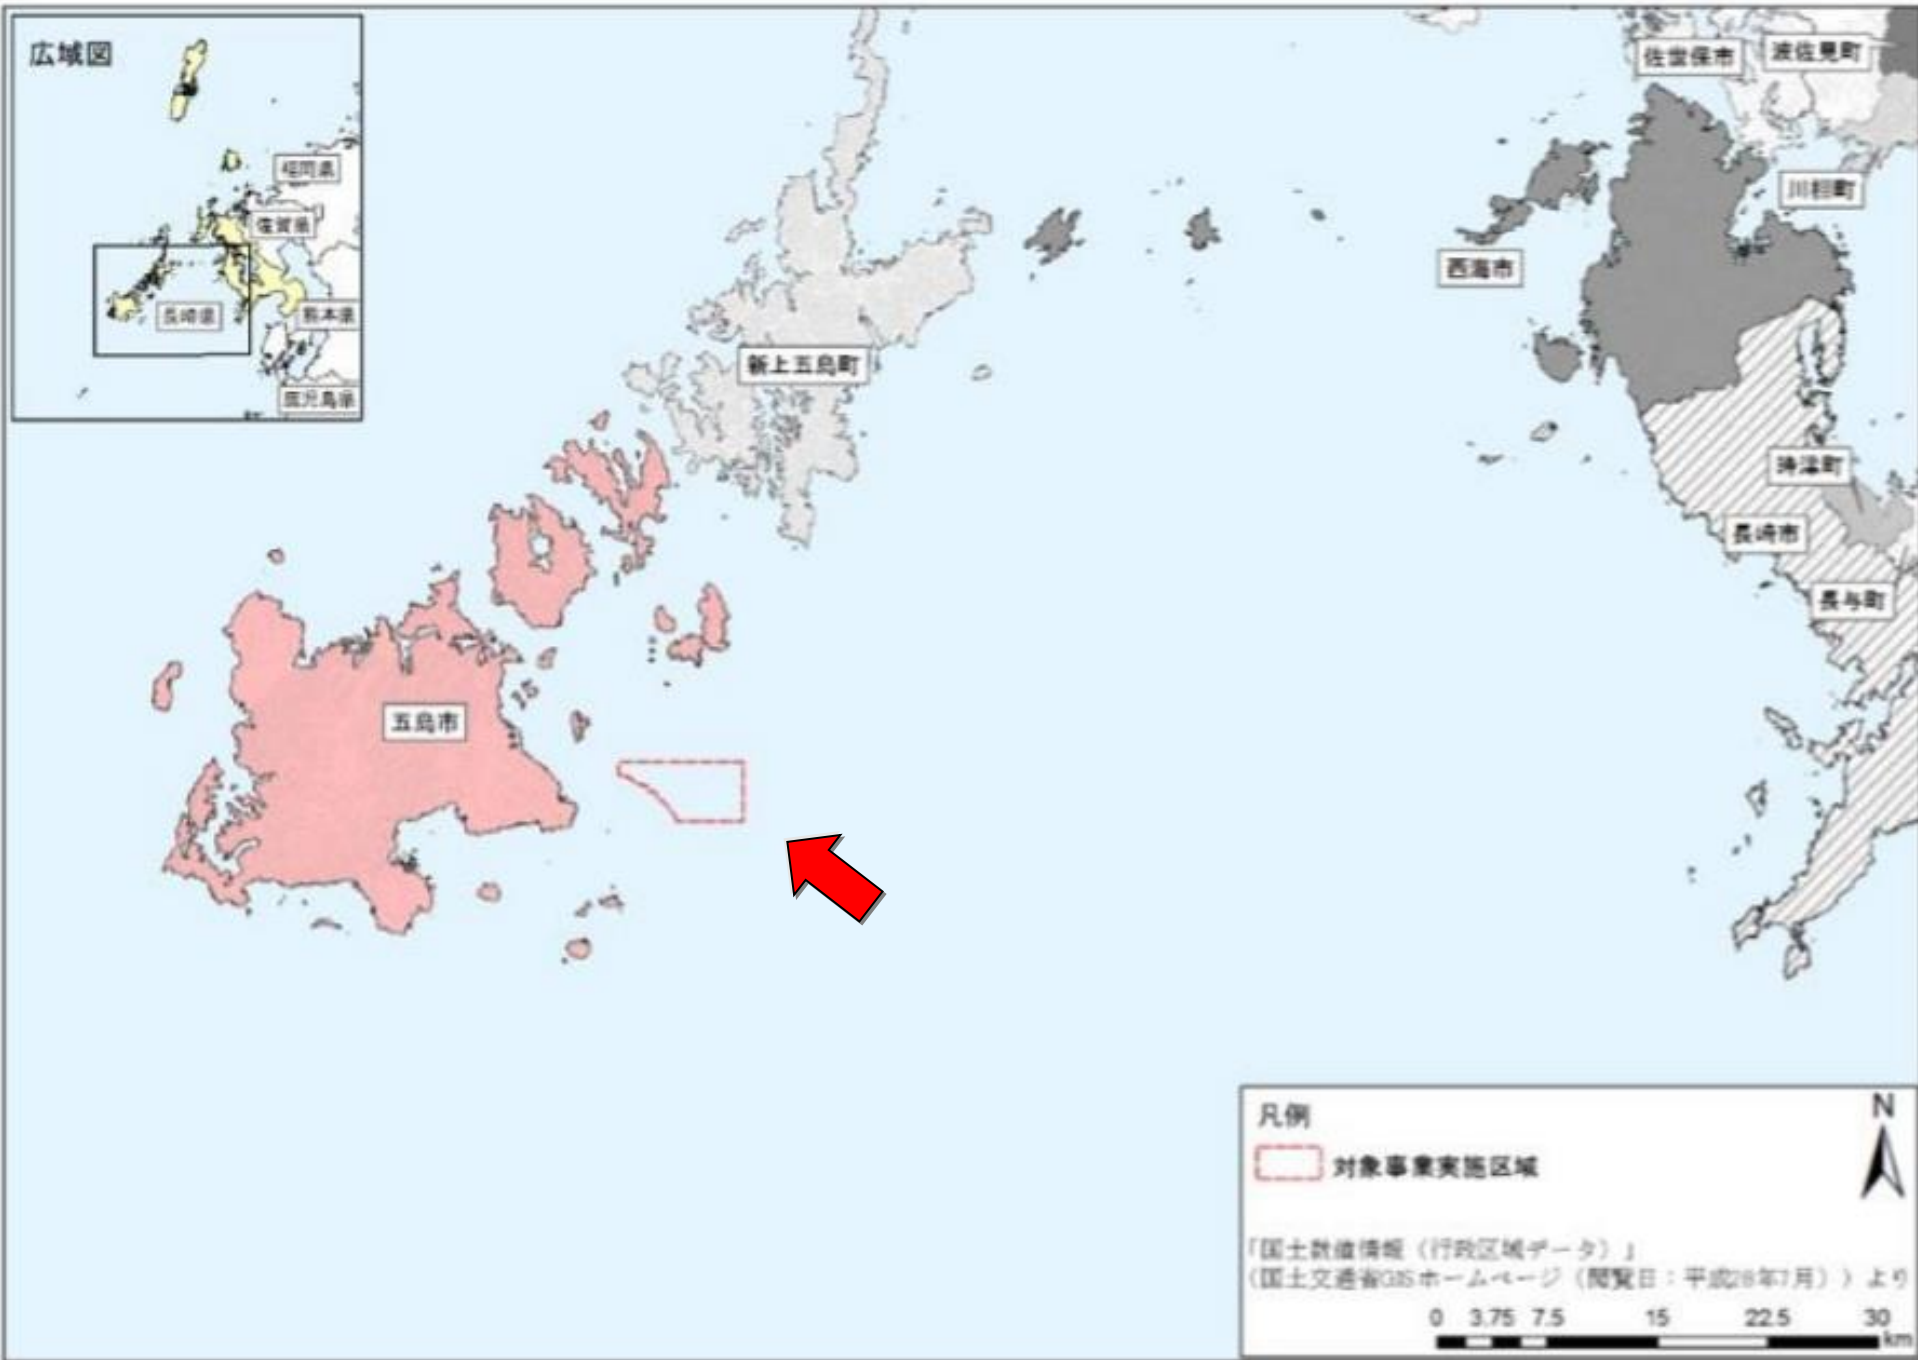 広域図
福岡県
佐賀県
長崎県
熊本県
鹿児島県
佐世保市
波佐見町
川棚町
西海市
新上五島町
時津町
長崎市
長与町
五島市
凡例
対象事業実施区域
N
「国土数値情報（行政区域データ）」
（国土交通省GISホームページ（閲覧日：平成28年7月））より
0 3.75 7.5 15 22.5 30
km